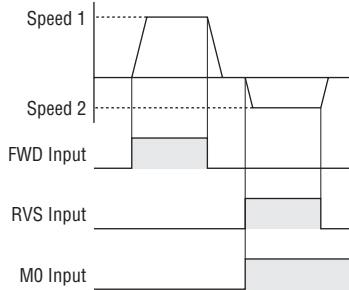 Speed 1
Speed 2
FWD Input
RVS Input
M0 Input